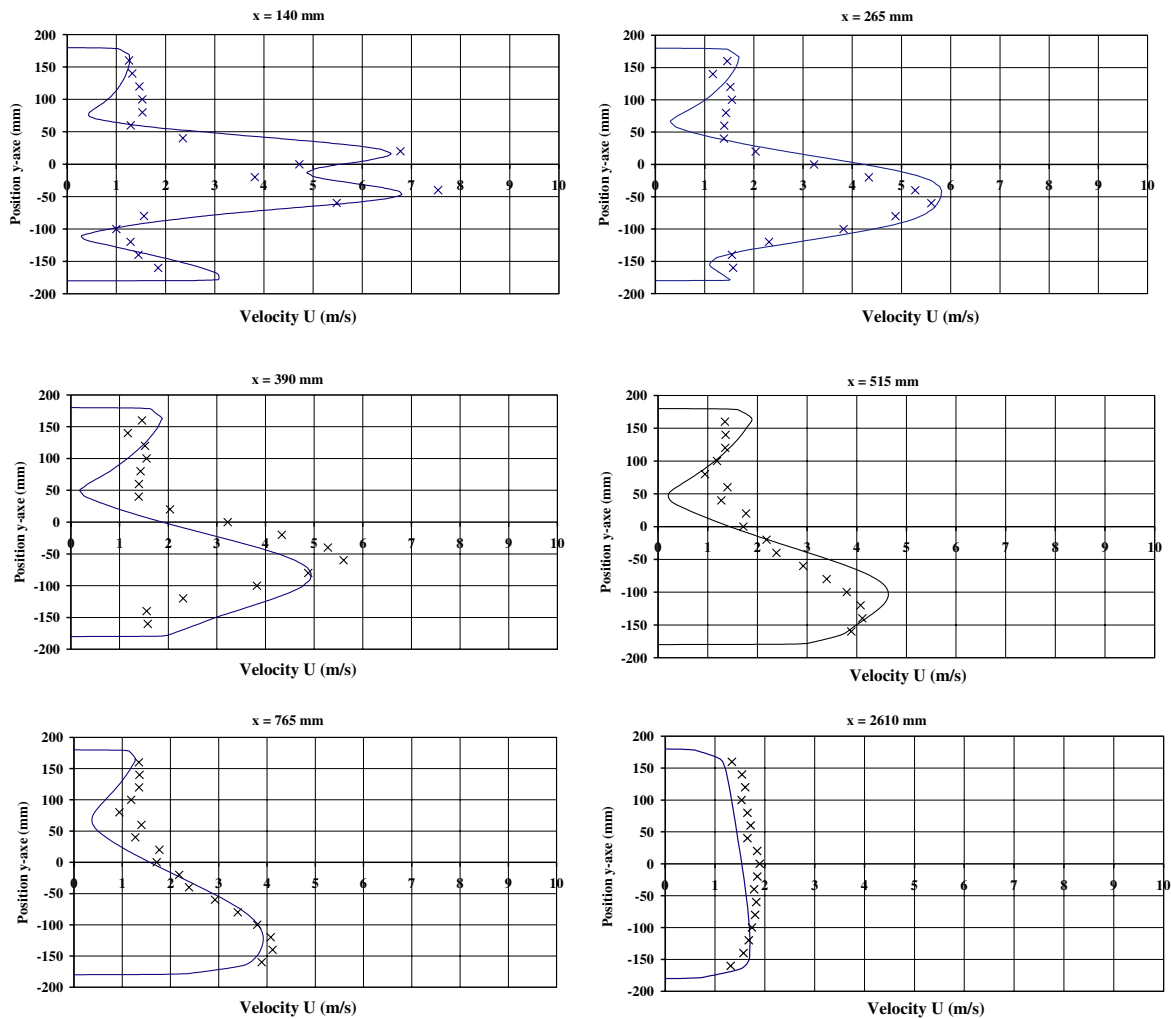 x = 140 mm
Position y-axe (mm)
200
150
100
50
0
-50
-100
-150
-200
0 1 2 3 4 5 6 7 8 9 10
Velocity U (m/s)
x = 265 mm
Position y-axe (mm)
200
150
100
50
0
-50
-100
-150
-200
0 1 2 3 4 5 6 7 8 9 10
Velocity U (m/s)
x = 390 mm
Position y-axe (mm)
200
150
100
50
0
-50
-100
-150
-200
0 1 2 3 4 5 6 7 8 9 10
Velocity U (m/s)
x = 515 mm
Position y-axe (mm)
200
150
100
50
0
-50
-100
-150
-200
0 1 2 3 4 5 6 7 8 9 10
Velocity U (m/s)
x = 765 mm
Position y-axe (mm)
200
150
100
50
0
-50
-100
-150
-200
0 1 2 3 4 5 6 7 8 9 10
Velocity U (m/s)
x = 2610 mm
Position y-axe (mm)
200
150
100
50
0
-50
-100
-150
-200
0 1 2 3 4 5 6 7 8 9 10
Velocity U (m/s)